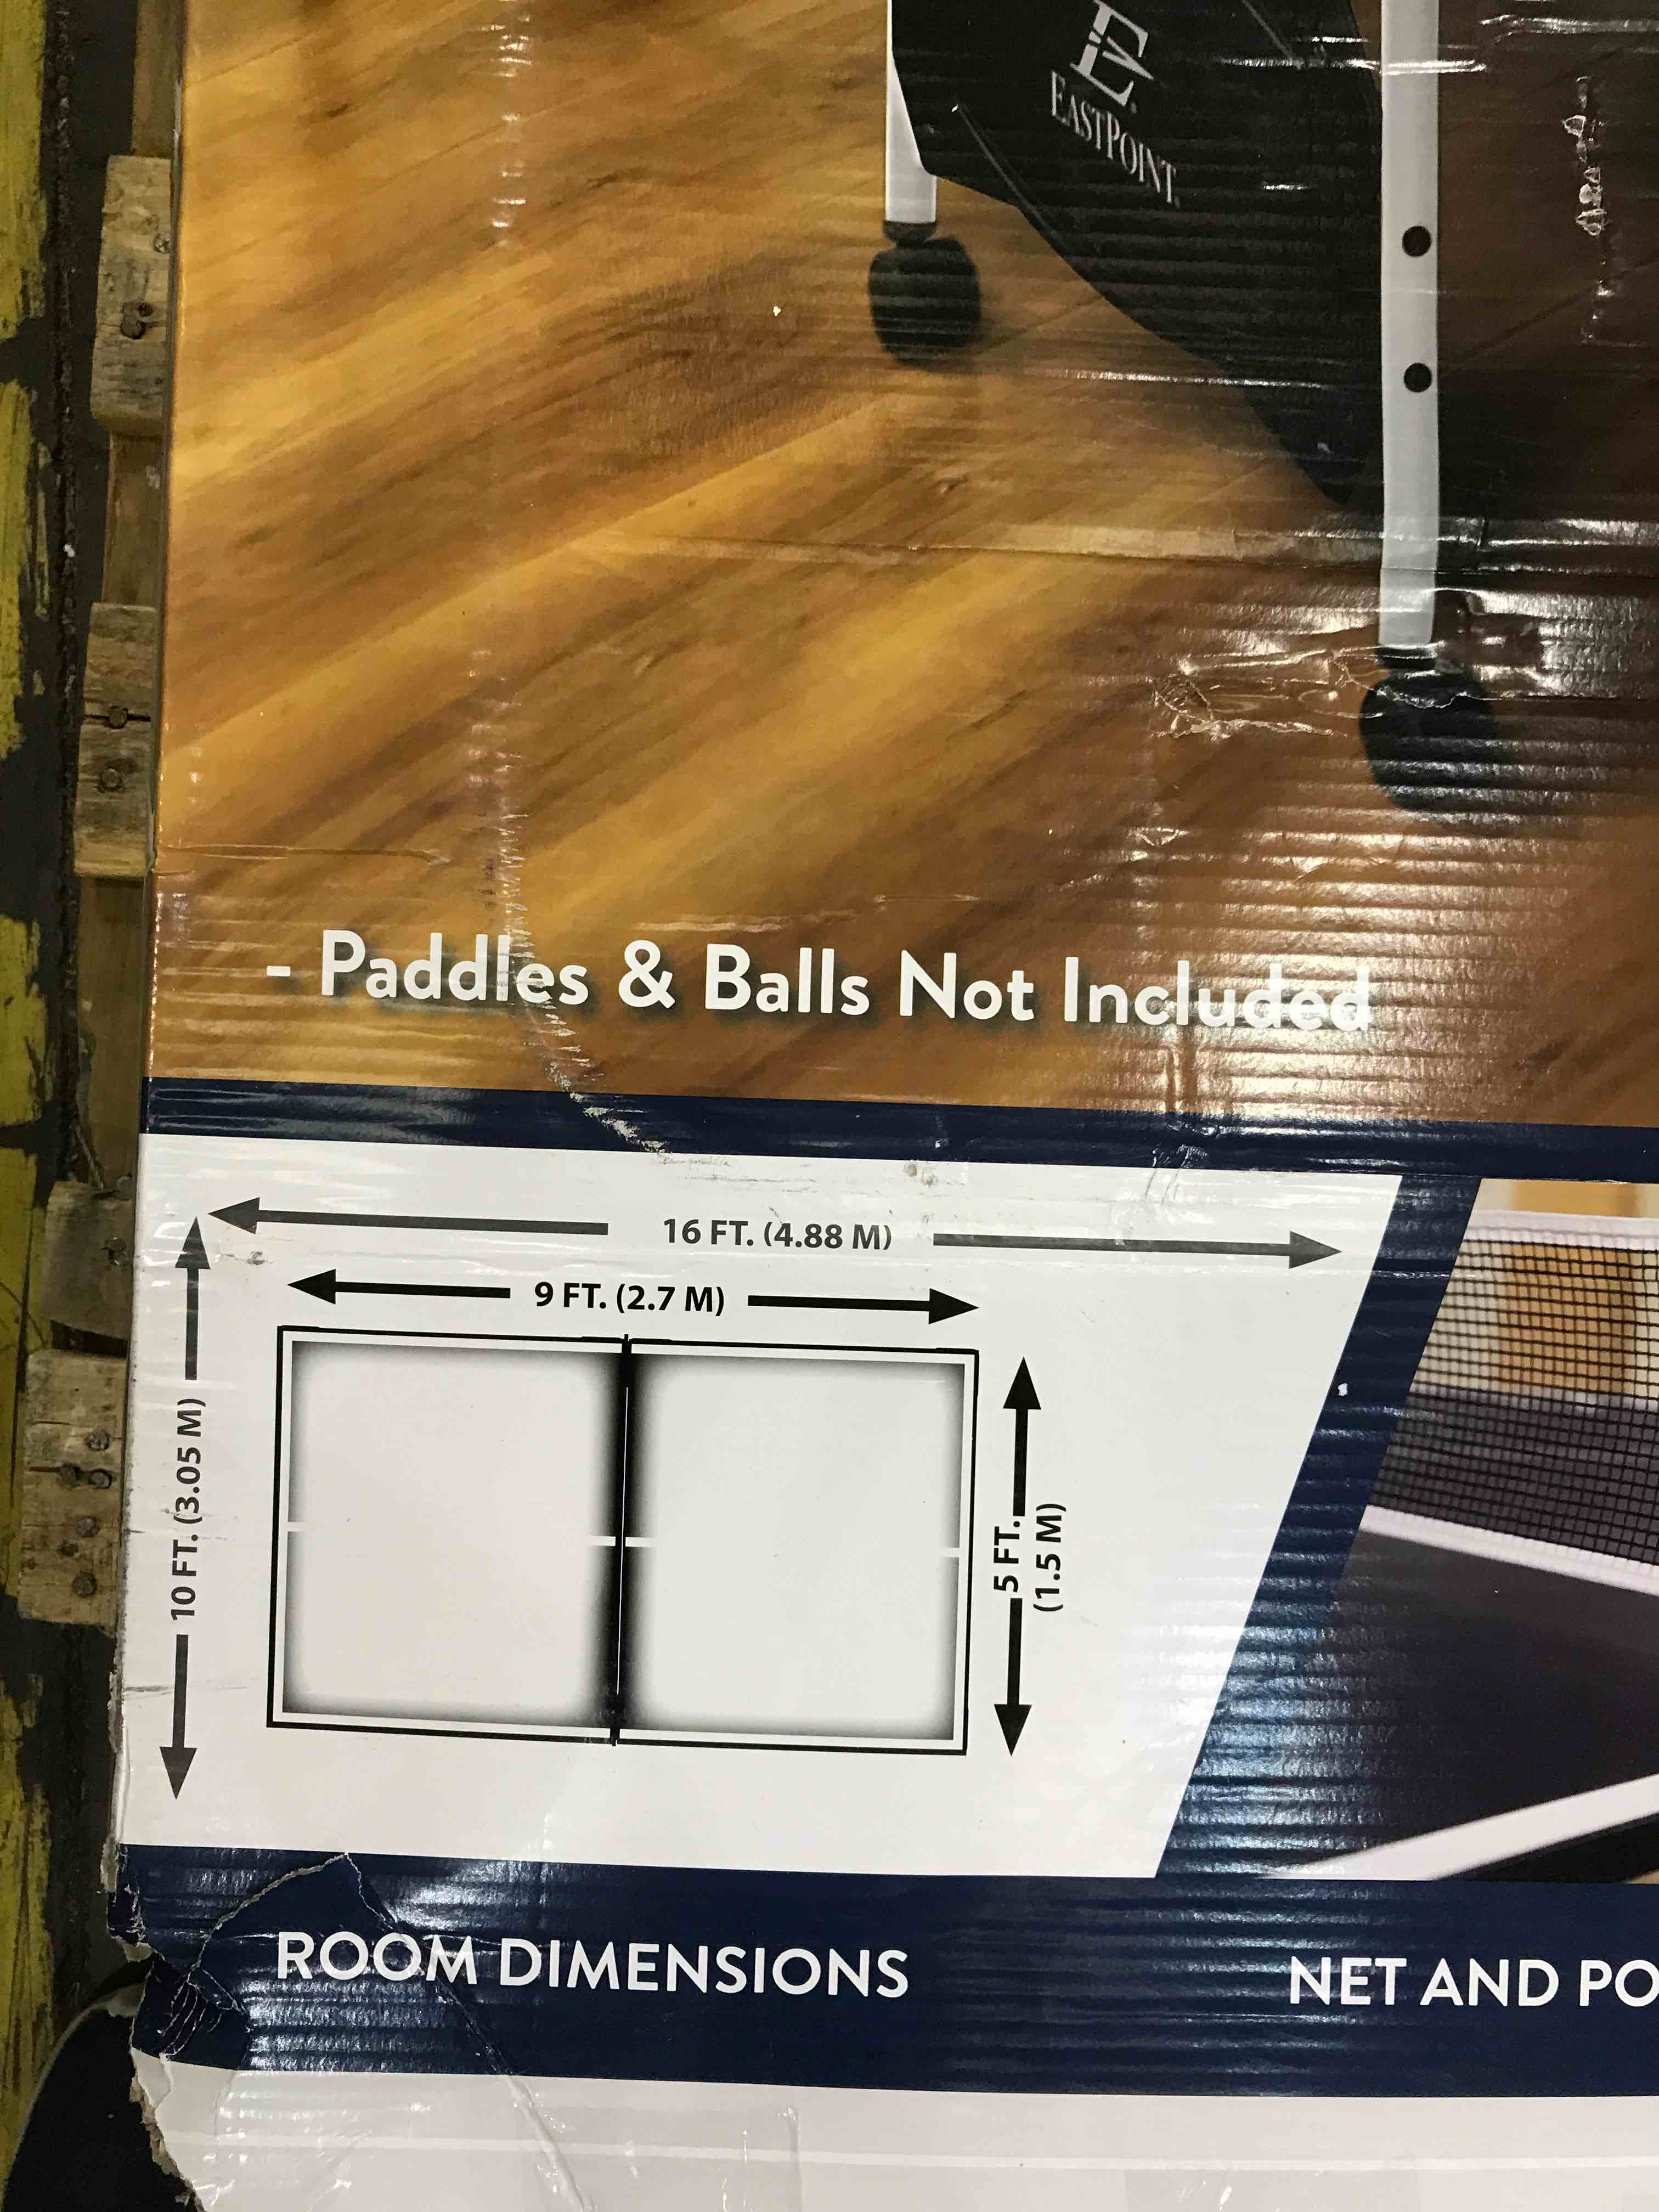 EASTPOINT
- Paddles & Balls Not Included
16 FT. (4.88 M)
9 FT. (2.7 M)
10 FT. (3.05 M)
5 FT.
(1.5 M)
ROOM DIMENSIONS
NET AND PO